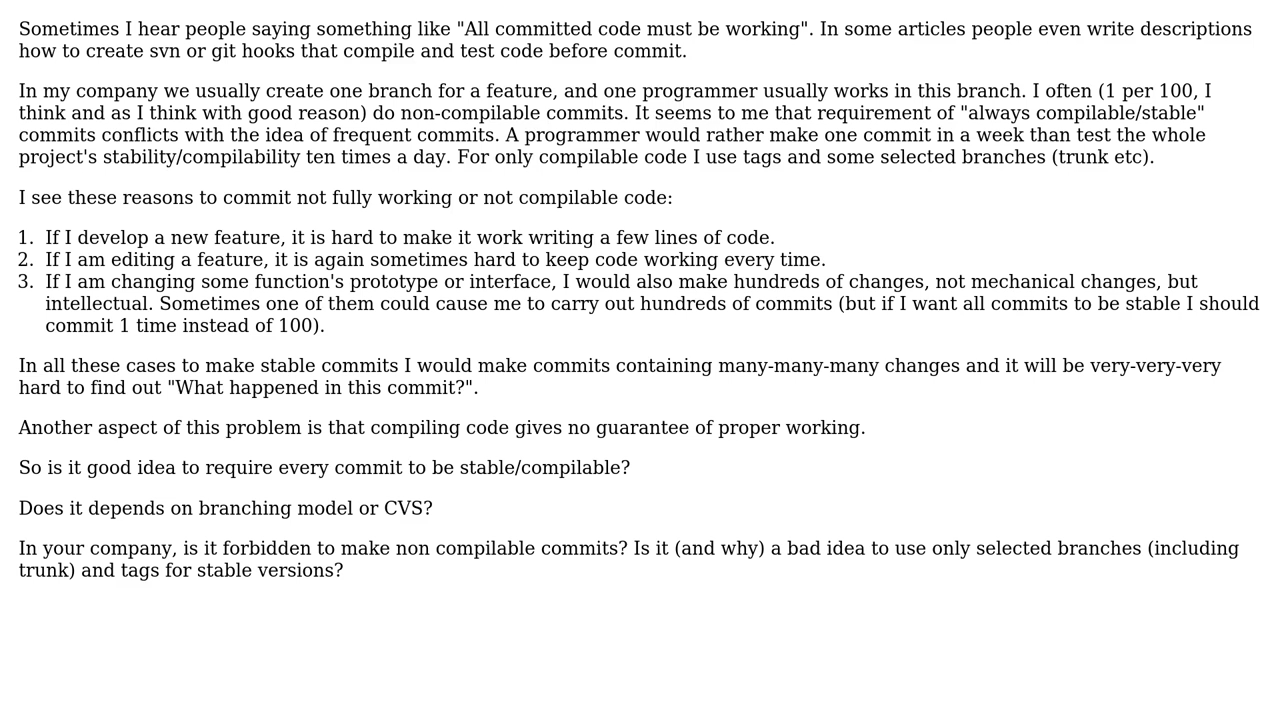 Sometimes I hear people saying something like "All committed code must be working". In some articles people even write descriptions
how to create svn or git hooks that compile and test code before commit.
In my company we usually create one branch for a feature, and one programmer usually works in this branch. I often (1 per 100, I
think and as I think with good reason) do non-compilable commits. It seems to me that requirement of "always compilable/stable"
commits conflicts with the idea of frequent commits. A programmer would rather make one commit in a week than test the whole
project's stability/compilability ten times a day. For only compilable code I use tags and some selected branches (trunk etc).
I see these reasons to commit not fully working or not compilable code:
1. If I develop a new feature, it is hard to make it work writing a few lines of code.
2. If I am editing a feature, it is again sometimes hard to keep code working every time.
3. If I am changing some function's prototype or interface, I would also make hundreds of changes, not mechanical changes, but
intellectual. Sometimes one of them could cause me to carry out hundreds of commits (but if I want all commits to be stable I should
commit 1 time instead of 100).
In all these cases to make stable commits I would make commits containing many-many-many changes and it will be very-very-very
hard to find out "What happened in this commit?".
Another aspect of this problem is that compiling code gives no guarantee of proper working.
So is it good idea to require every commit to be stable/compilable?
Does it depends on branching model or CVS?
In your company, is it forbidden to make non compilable commits? Is it (and why) a bad idea to use only selected branches (including
trunk) and tags for stable versions?